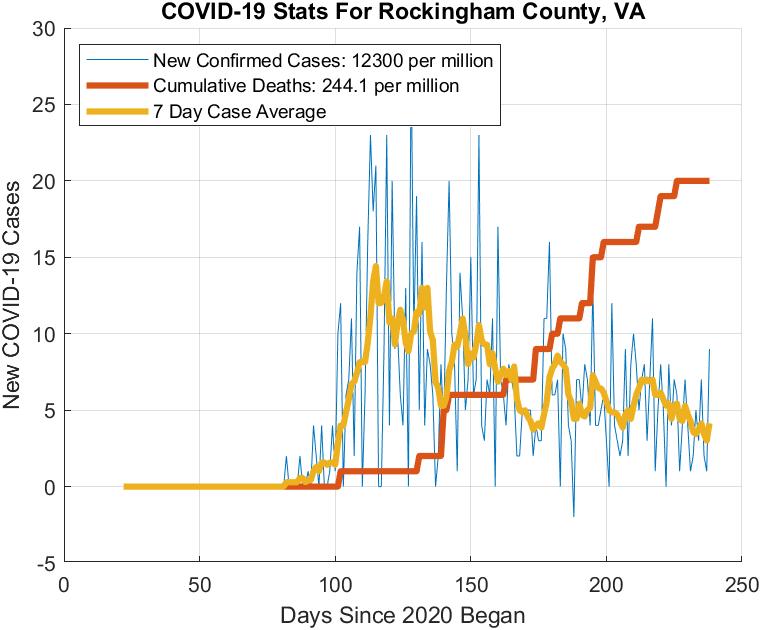 COVID-19 Stats For Rockingham County, VA
30
New Confirmed Cases: 12300 per million
Cumulative Deaths: 244.1 per million
7 Day Case Average
25
20
15
10
5
0
-5
New COVID-19 Cases
0 50 100 150 200 250
Days Since 2020 Began